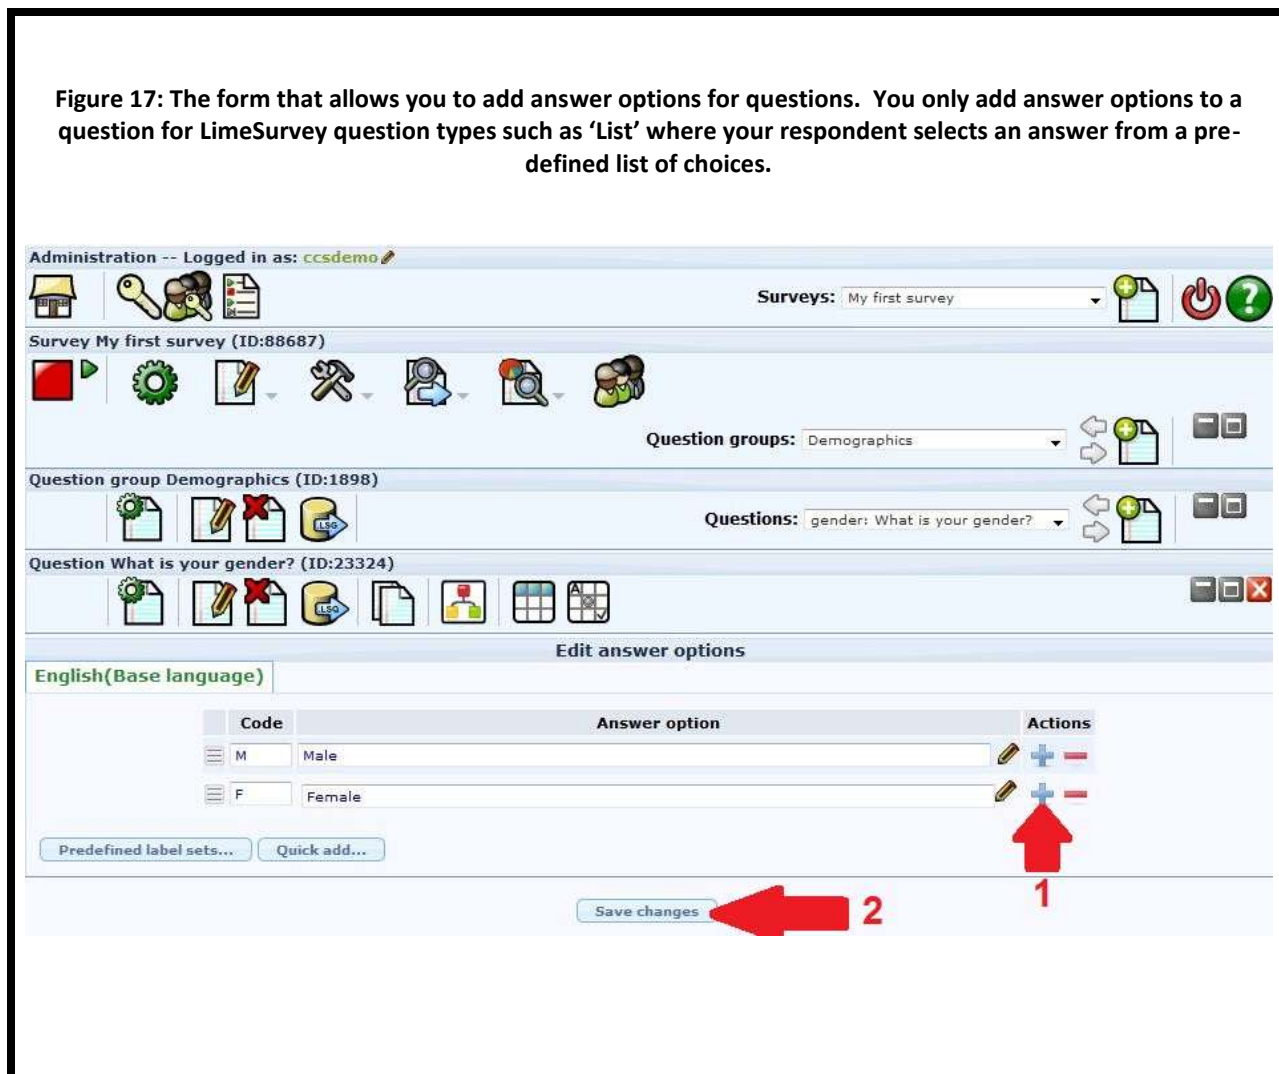 Figure 17: The form that allows you to add answer options for questions.  You only add answer options to a
question for LimeSurvey question types such as ‘List’ where your respondent selects an answer from a pre-
defined list of choices.
Administration -- Logged in as: ccsdemo
Surveys: My first survey
Survey My first survey (ID:88687)
Question groups: Demographics
Question group Demographics (ID:1898)
.LSG
Questions: gender: What is your gender?
Question What is your gender? (ID:23324)
.LSQ
A
Edit answer options
English(Base language)
Code Answer option Actions
M Male
F Female
Predefined label sets... Quick add...
1
Save changes 2